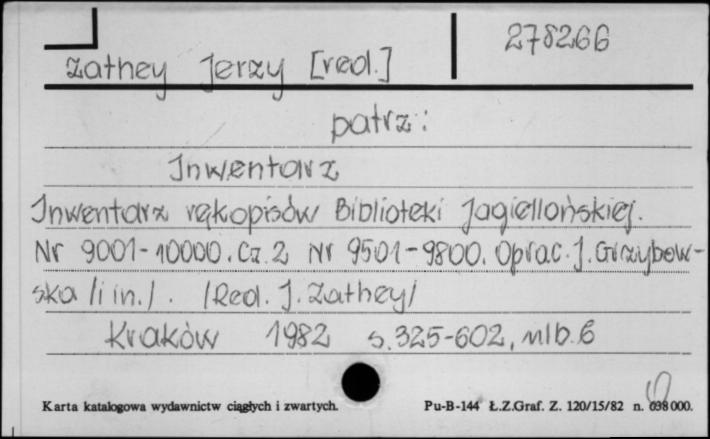 278266
Zathey Jerzy [red.]
patrz:
Inwentarz
Inwentarz rękopisów Biblioteki Jagiellońskiej.
Nr 9001-10000. Cz. 2 Nr 9501-9800. Oprac. J. Grzybow-
ska /i in./. /Red. J. Zathey/
Kraków 1982 s. 325-602, nlb. 6
Karta katalogowa wydawnictw ciągłych i zwartych. Pu-B-144 Ł.Z.Graf. Z. 120/15/82 n. 000.